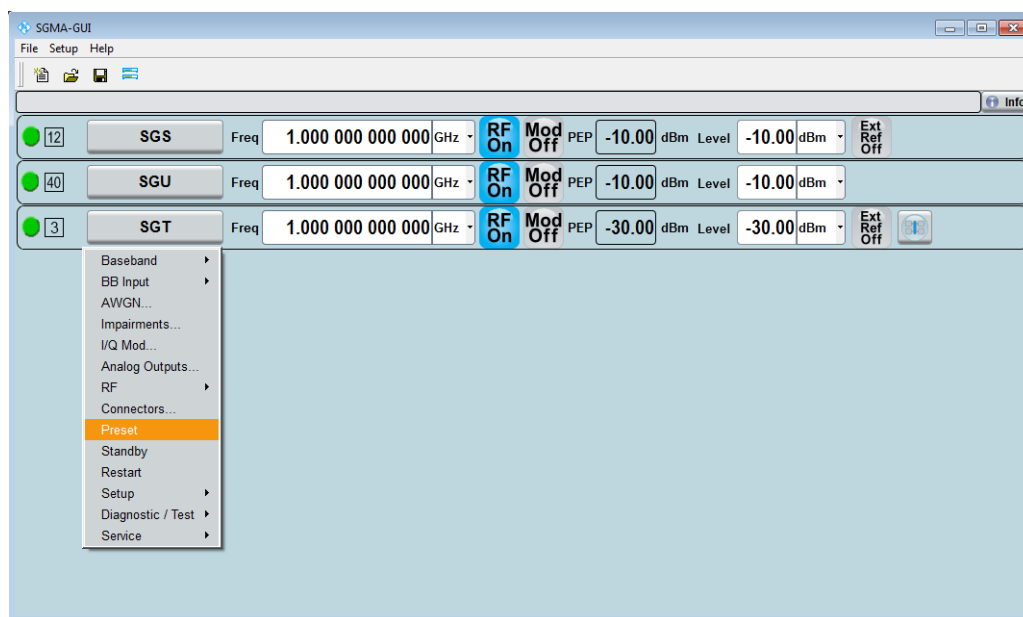 SGMA-GUI
File Setup Help
Info
12 SGS Freq 1.000 000 000 000 GHz RF On Mod Off PEP -10.00 dBm Level -10.00 dBm Ext Ref Off
40 SGU Freq 1.000 000 000 000 GHz RF On Mod Off PEP -10.00 dBm Level -10.00 dBm
3 SGT Freq 1.000 000 000 000 GHz RF On Mod Off PEP -30.00 dBm Level -30.00 dBm Ext Ref Off
Baseband
BB Input
AWGN...
Impairments...
I/Q Mod...
Analog Outputs...
RF
Connectors...
Preset
Standby
Restart
Setup
Diagnostic / Test
Service